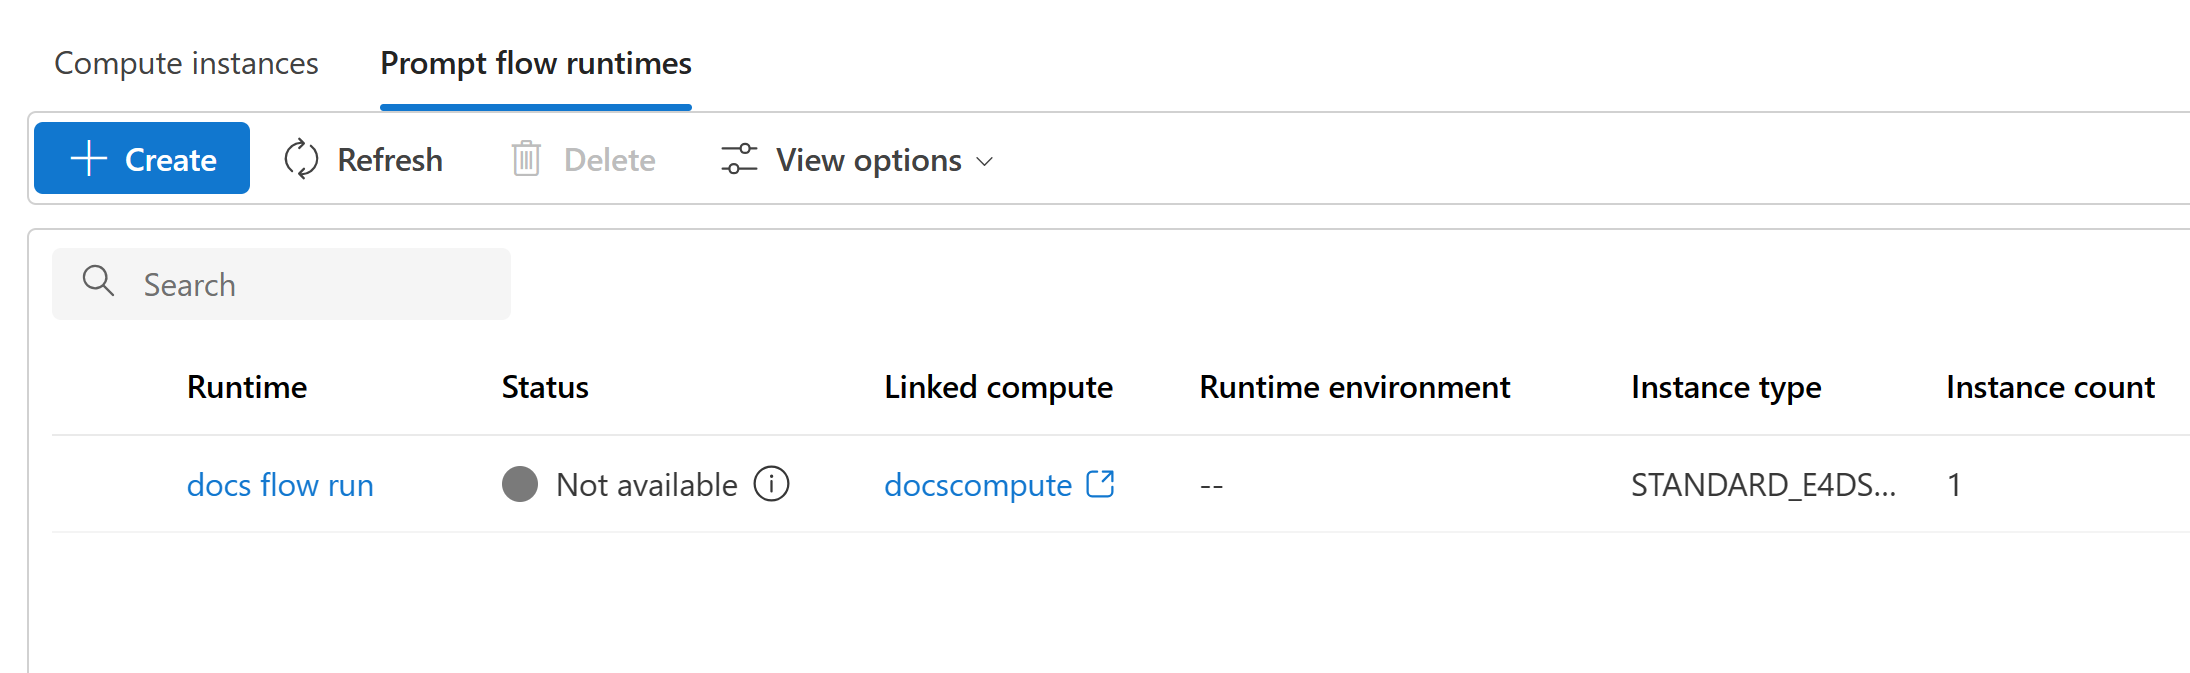 Compute instances Prompt flow runtimes
Create Refresh Delete View options
Search
Runtime Status Linked compute Runtime environment Instance type Instance count
docs flow run Not available docscompute -- STANDARD_E4DS... 1